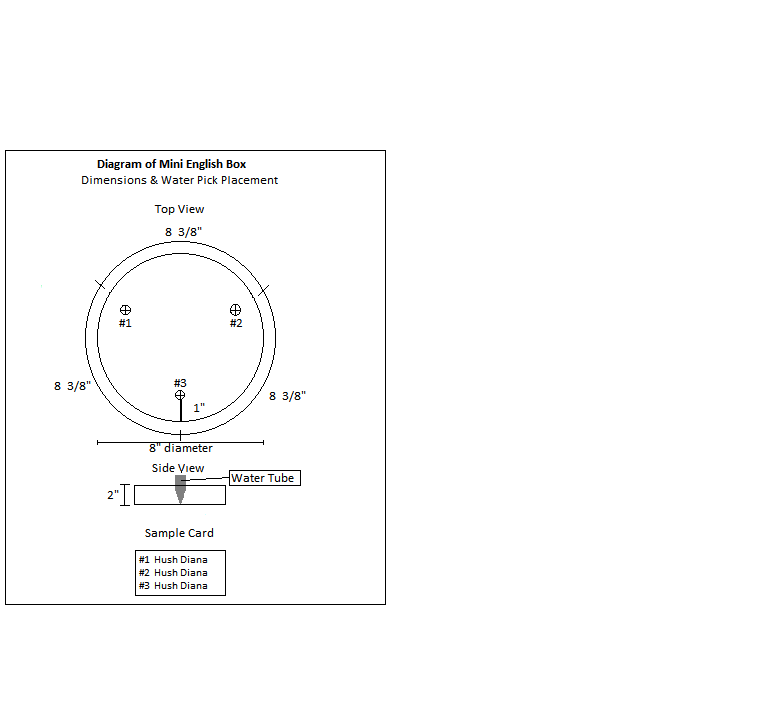 Diagram of Mini English Box
Dimensions & Water Pick Placement
Top View
8 3/8"
#1
#2
#3
8 3/8"
8 3/8"
1"
8" diameter
Side View
Water Tube
2"
Sample Card
#1 Hush Diana
#2 Hush Diana
#3 Hush Diana